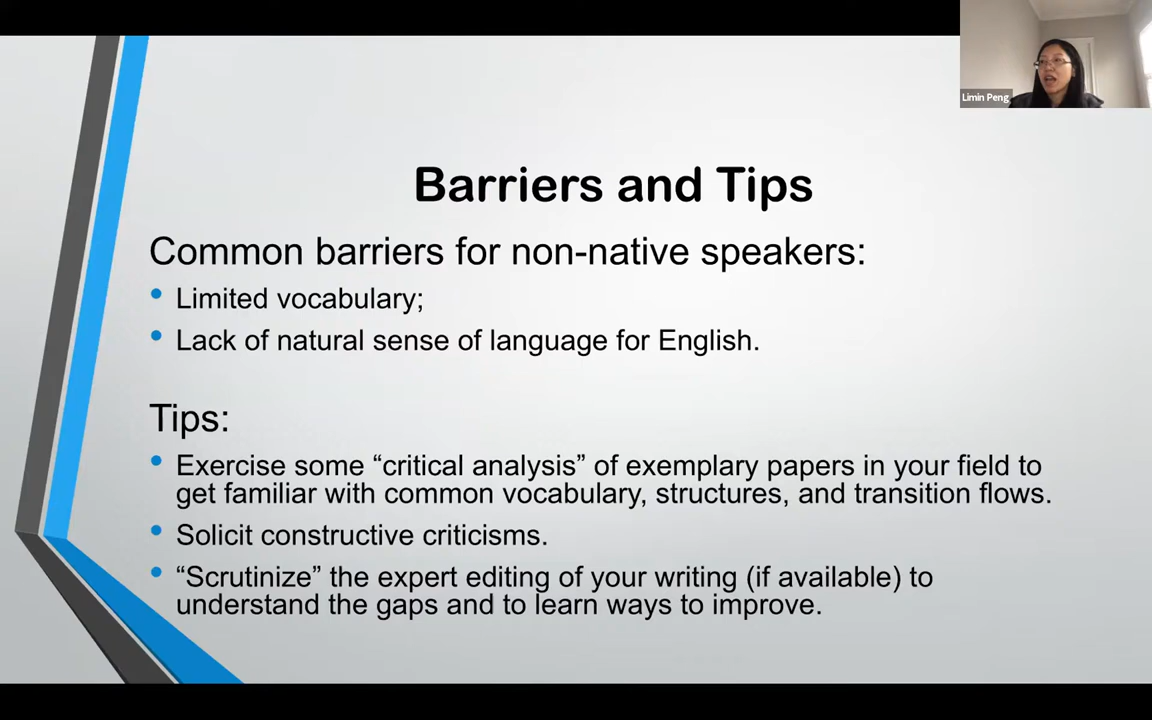 Limin Peng
Barriers and Tips
Common barriers for non-native speakers:
• Limited vocabulary;
• Lack of natural sense of language for English.
Tips:
• Exercise some “critical analysis” of exemplary papers in your field to
get familiar with common vocabulary, structures, and transition flows.
• Solicit constructive criticisms.
• “Scrutinize” the expert editing of your writing (if available) to
understand the gaps and to learn ways to improve.